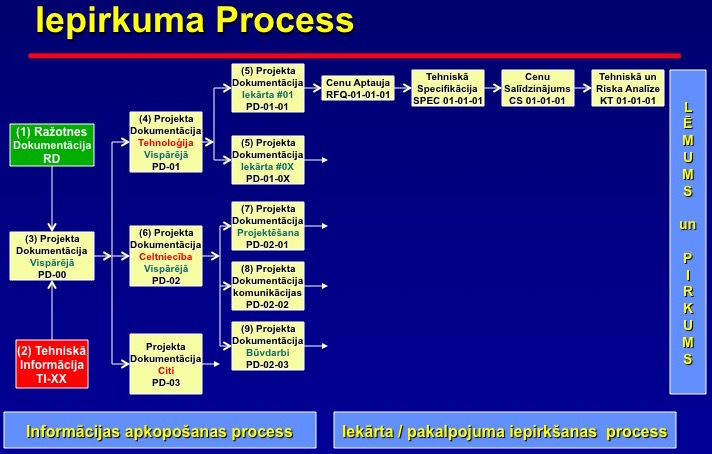 Iepirkuma Process
(1) Ražotnes
Dokumentācija
RD
(2) Tehniskā
Informācija
TI-XX
(3) Projekta
Dokumentācija
Vispārējā
PD-00
(4) Projekta
Dokumentācija
Tehnoloģija
Vispārējā
PD-01
(6) Projekta
Dokumentācija
Celtniecība
Vispārējā
PD-02
Projekta
Dokumentācija
Citi
PD-03
(5) Projekta
Dokumentācija
Iekārta #01
PD-01-01
(5) Projekta
Dokumentācija
Iekārta #0X
PD-01-0X
(7) Projekta
Dokumentācija
Projektēšana
PD-02-01
(8) Projekta
Dokumentācija
komunikācijas
PD-02-02
(9) Projekta
Dokumentācija
Būvdarbi
PD-02-03
Cenu Aptauja
RFQ-01-01-01
Tehniskā
Specifikācija
SPEC 01-01-01
Cenu
Salīdzinājums
CS 01-01-01
Tehniskā un
Riska Analīze
KT 01-01-01
LĒMUMS
un
PIRKUMS
Informācijas apkopošanas process
Iekārta / pakalpojuma iepirkšanas process